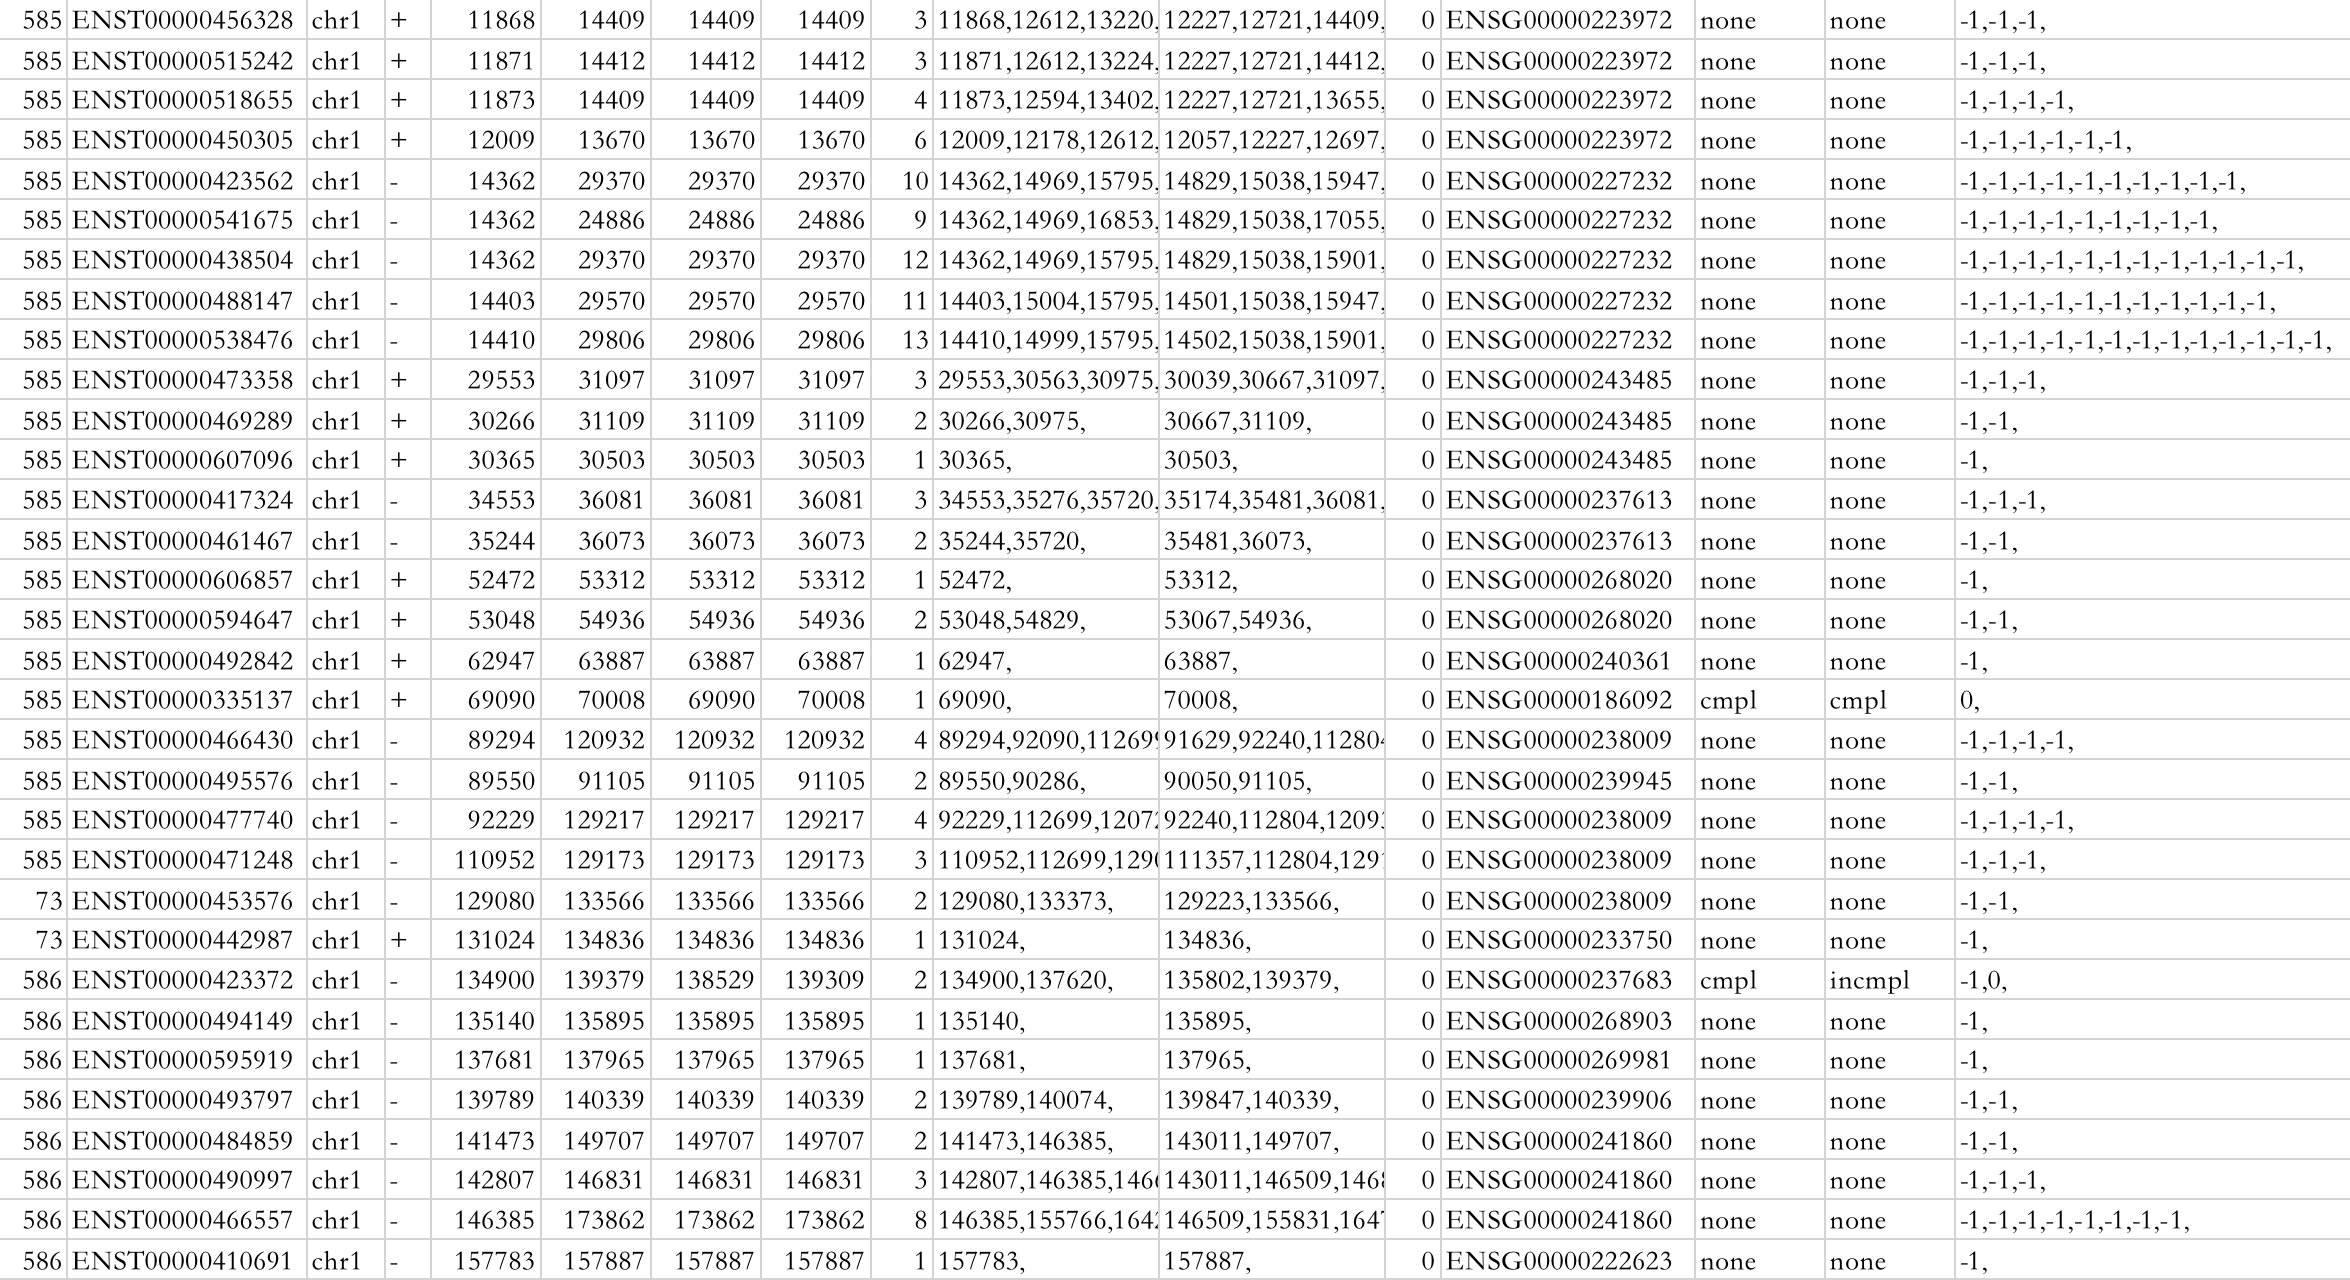 585 ENST00000456328 chr1 + 11868 14409 14409 14409 3 11868,12612,13220, 12227,12721,14409, 0 ENSG00000223972 none none -1,-1,-1,
585 ENST00000515242 chr1 + 11871 14412 14412 14412 3 11871,12612,13224, 12227,12721,14412, 0 ENSG00000223972 none none -1,-1,-1,
585 ENST00000518655 chr1 + 11873 14409 14409 14409 4 11873,12594,13402, 12227,12721,13655, 0 ENSG00000223972 none none -1,-1,-1,-1,
585 ENST00000450305 chr1 + 12009 13670 13670 13670 6 12009,12178,12612, 12057,12227,12697, 0 ENSG00000223972 none none -1,-1,-1,-1,-1,-1,
585 ENST00000423562 chr1 - 14362 29370 29370 29370 10 14362,14969,15795, 14829,15038,15947, 0 ENSG00000227232 none none -1,-1,-1,-1,-1,-1,-1,-1,-1,-1,
585 ENST00000541675 chr1 - 14362 24886 24886 24886 9 14362,14969,16853, 14829,15038,17055, 0 ENSG00000227232 none none -1,-1,-1,-1,-1,-1,-1,-1,-1,
585 ENST00000438504 chr1 - 14362 29370 29370 29370 12 14362,14969,15795, 14829,15038,15901, 0 ENSG00000227232 none none -1,-1,-1,-1,-1,-1,-1,-1,-1,-1,-1,-1,
585 ENST00000488147 chr1 - 14403 29570 29570 29570 11 14403,15004,15795, 14501,15038,15947, 0 ENSG00000227232 none none -1,-1,-1,-1,-1,-1,-1,-1,-1,-1,-1,
585 ENST00000538476 chr1 - 14410 29806 29806 29806 13 14410,14999,15795, 14502,15038,15901, 0 ENSG00000227232 none none -1,-1,-1,-1,-1,-1,-1,-1,-1,-1,-1,-1,-1,
585 ENST00000473358 chr1 + 29553 31097 31097 31097 3 29553,30563,30975, 30039,30667,31097, 0 ENSG00000243485 none none -1,-1,-1,
585 ENST00000469289 chr1 + 30266 31109 31109 31109 2 30266,30975, 30667,31109, 0 ENSG00000243485 none none -1,-1,
585 ENST00000607096 chr1 + 30365 30503 30503 30503 1 30365, 30503, 0 ENSG00000243485 none none -1,
585 ENST00000417324 chr1 - 34553 36081 36081 36081 3 34553,35276,35720, 35174,35481,36081, 0 ENSG00000237613 none none -1,-1,-1,
585 ENST00000461467 chr1 - 35244 36073 36073 36073 2 35244,35720, 35481,36073, 0 ENSG00000237613 none none -1,-1,
585 ENST00000606857 chr1 + 52472 53312 53312 53312 1 52472, 53312, 0 ENSG00000268020 none none -1,
585 ENST00000594647 chr1 + 53048 54936 54936 54936 2 53048,54829, 53067,54936, 0 ENSG00000268020 none none -1,-1,
585 ENST00000492842 chr1 + 62947 63887 63887 63887 1 62947, 63887, 0 ENSG00000240361 none none -1,
585 ENST00000335137 chr1 + 69090 70008 69090 70008 1 69090, 70008, 0 ENSG00000186092 cmpl cmpl 0,
585 ENST00000466430 chr1 - 89294 120932 120932 120932 4 89294,92090,112699 91629,92240,112804 0 ENSG00000238009 none none -1,-1,-1,-1,
585 ENST00000495576 chr1 - 89550 91105 91105 91105 2 89550,90286, 90050,91105, 0 ENSG00000239945 none none -1,-1,
585 ENST00000477740 chr1 - 92229 129217 129217 129217 4 92229,112699,12072 92240,112804,12093 0 ENSG00000238009 none none -1,-1,-1,-1,
585 ENST00000471248 chr1 - 110952 129173 129173 129173 3 110952,112699,1290 111357,112804,1291 0 ENSG00000238009 none none -1,-1,-1,
73 ENST00000453576 chr1 - 129080 133566 133566 133566 2 129080,133373, 129223,133566, 0 ENSG00000238009 none none -1,-1,
73 ENST00000442987 chr1 + 131024 134836 134836 134836 1 131024, 134836, 0 ENSG00000233750 none none -1,
586 ENST00000423372 chr1 - 134900 139379 138529 139309 2 134900,137620, 135802,139379, 0 ENSG00000237683 cmpl incmpl -1,0,
586 ENST00000494149 chr1 - 135140 135895 135895 135895 1 135140, 135895, 0 ENSG00000268903 none none -1,
586 ENST00000595919 chr1 - 137681 137965 137965 137965 1 137681, 137965, 0 ENSG00000269981 none none -1,
586 ENST00000493797 chr1 - 139789 140339 140339 140339 2 139789,140074, 139847,140339, 0 ENSG00000239906 none none -1,-1,
586 ENST00000484859 chr1 - 141473 149707 149707 149707 2 141473,146385, 143011,149707, 0 ENSG00000241860 none none -1,-1,
586 ENST00000490997 chr1 - 142807 146831 146831 146831 3 142807,146385,146 143011,146509,146 0 ENSG00000241860 none none -1,-1,-1,
586 ENST00000466557 chr1 - 146385 173862 173862 173862 8 146385,155766,164 146509,155831,164 0 ENSG00000241860 none none -1,-1,-1,-1,-1,-1,-1,-1,
586 ENST00000410691 chr1 - 157783 157887 157887 157887 1 157783, 157887, 0 ENSG00000222623 none none -1,